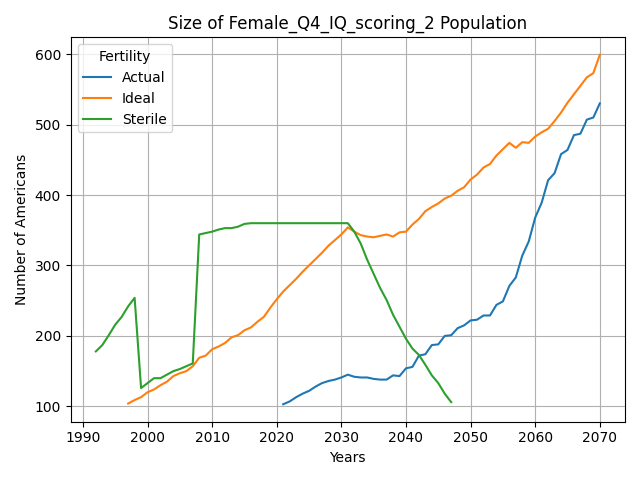 Size of Female_Q4_IQ_scoring_2 Population
Fertility
Actual
Ideal
Sterile
Number of Americans
600
500
400
300
200
100
1990 2000 2010 2020 2030 2040 2050 2060 2070
Years